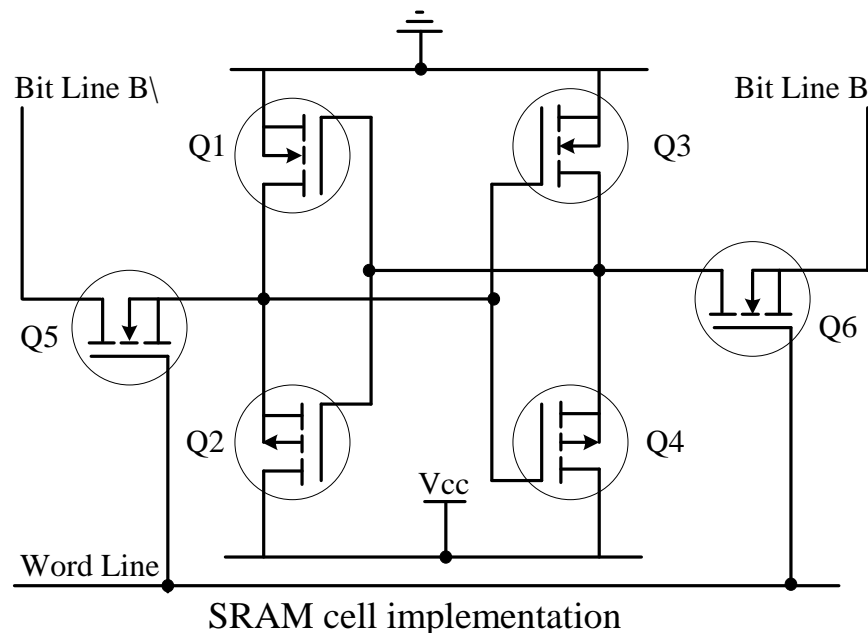 Bit Line B\
Bit Line B
Q1
Q3
Q5
Q6
Q2
Q4
Vcc
Word Line
SRAM cell implementation